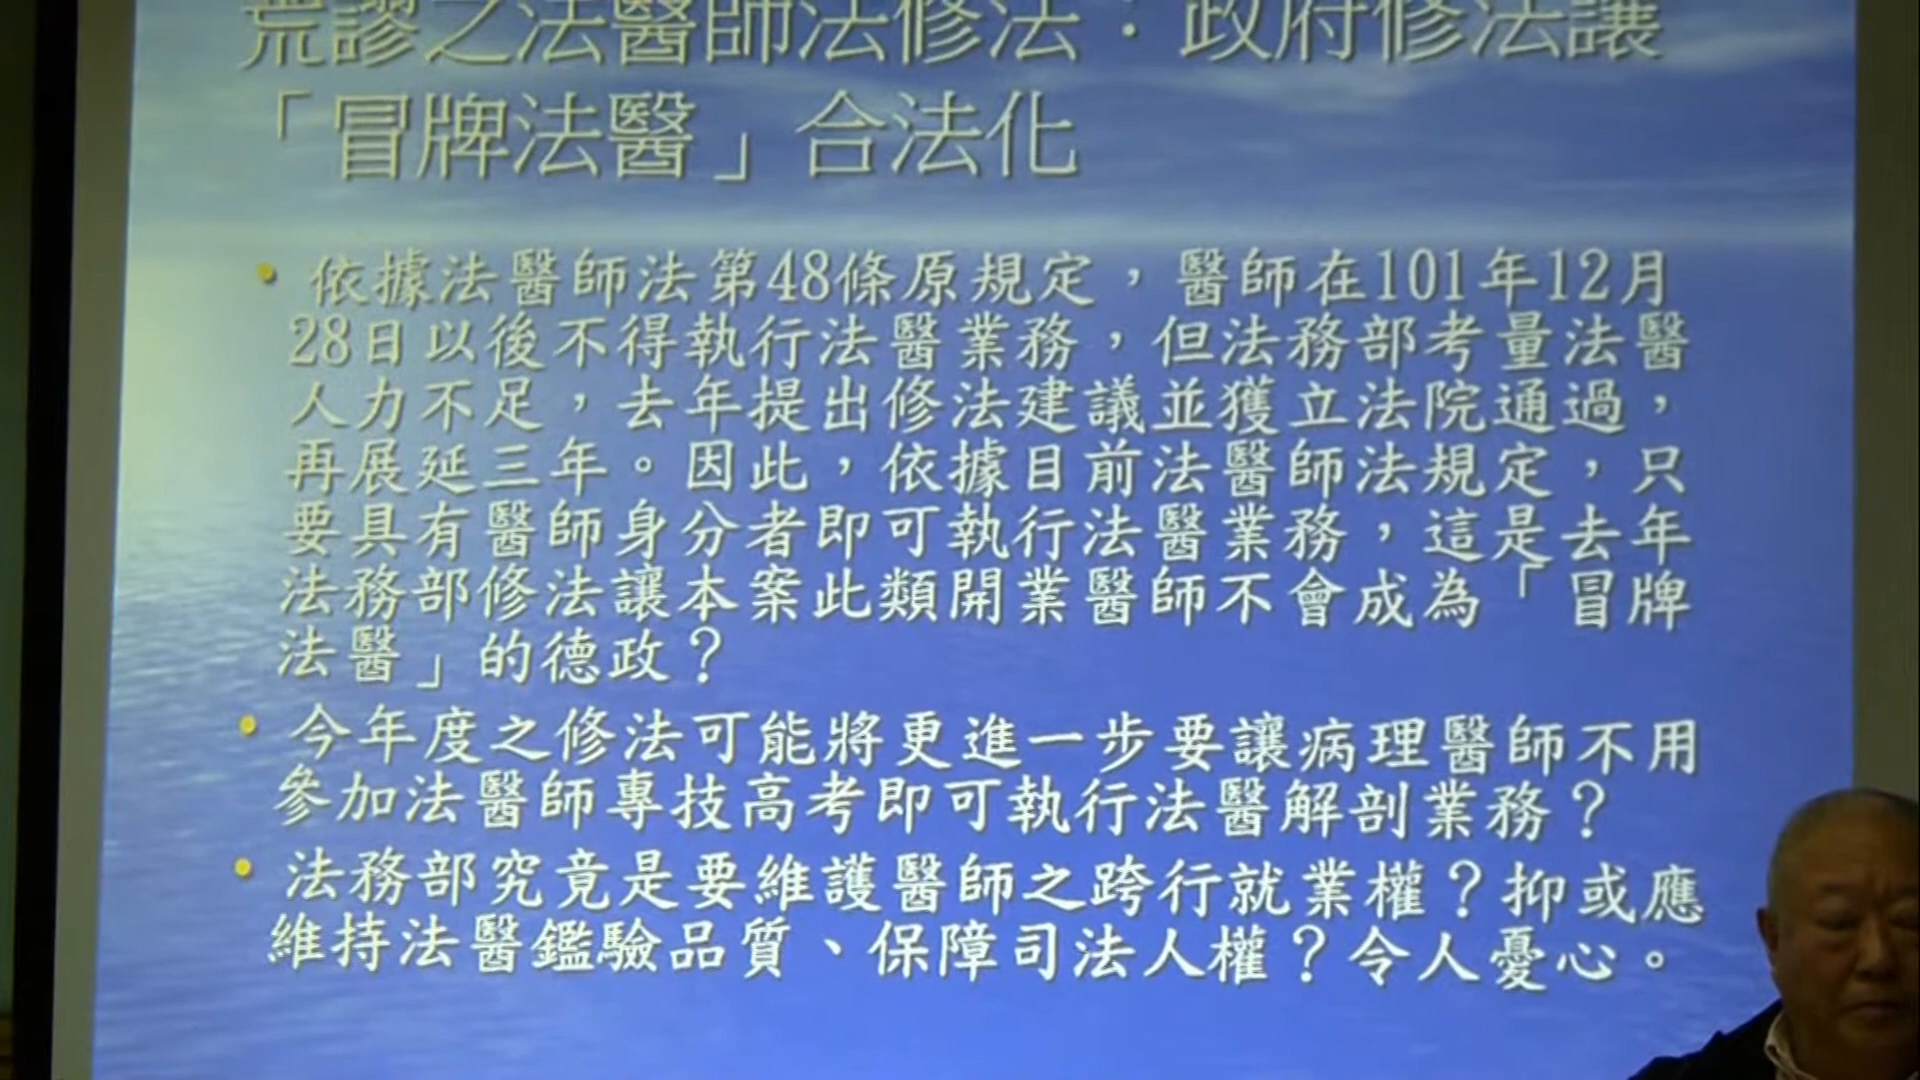 荒謬之法醫師法修法：政府修法讓
「冒牌法醫」合法化
• 依據法醫師法第48條原規定，醫師在101年12月
28日以後不得執行法醫業務，但法務部考量法醫
人力不足，去年提出修法建議並獲立法院通過，
再展延三年。因此，依據目前法醫師法規定，只
要具有醫師身分者即可執行法醫業務，這是去年
法務部修法讓本案此類開業醫師不會成為「冒牌
法醫」的德政？
• 今年度之修法可能將更進一步要讓病理醫師不用
參加法醫師專技高考即可執行法醫解剖業務？
• 法務部究竟是要維護醫師之跨行就業權？抑或應
維持法醫鑑驗品質、保障司法人權？令人憂心。